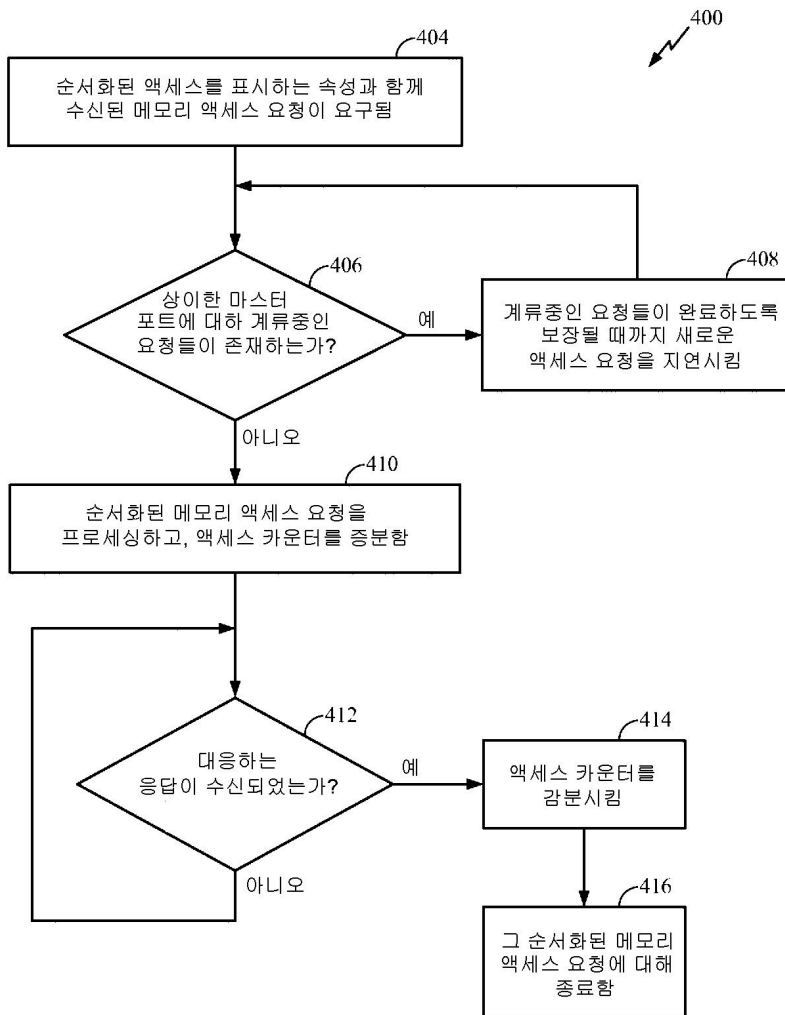 400
404
순서화된 액세스를 표시하는 속성과 함께
수신된 메모리 액세스 요청이 요구됨
406
상이한 마스터
포트에 대하 계류중인
요청들이 존재하는가?
예
408
계류중인 요청들이 완료하도록
보장될 때까지 새로운
액세스 요청을 지연시킴
아니오
410
순서화된 메모리 액세스 요청을
프로세싱하고, 액세스 카운터를 증분함
412
대응하는
응답이 수신되었는가?
예
414
액세스 카운터를
감분시킴
아니오
416
그 순서화된 메모리
액세스 요청에 대해
종료함